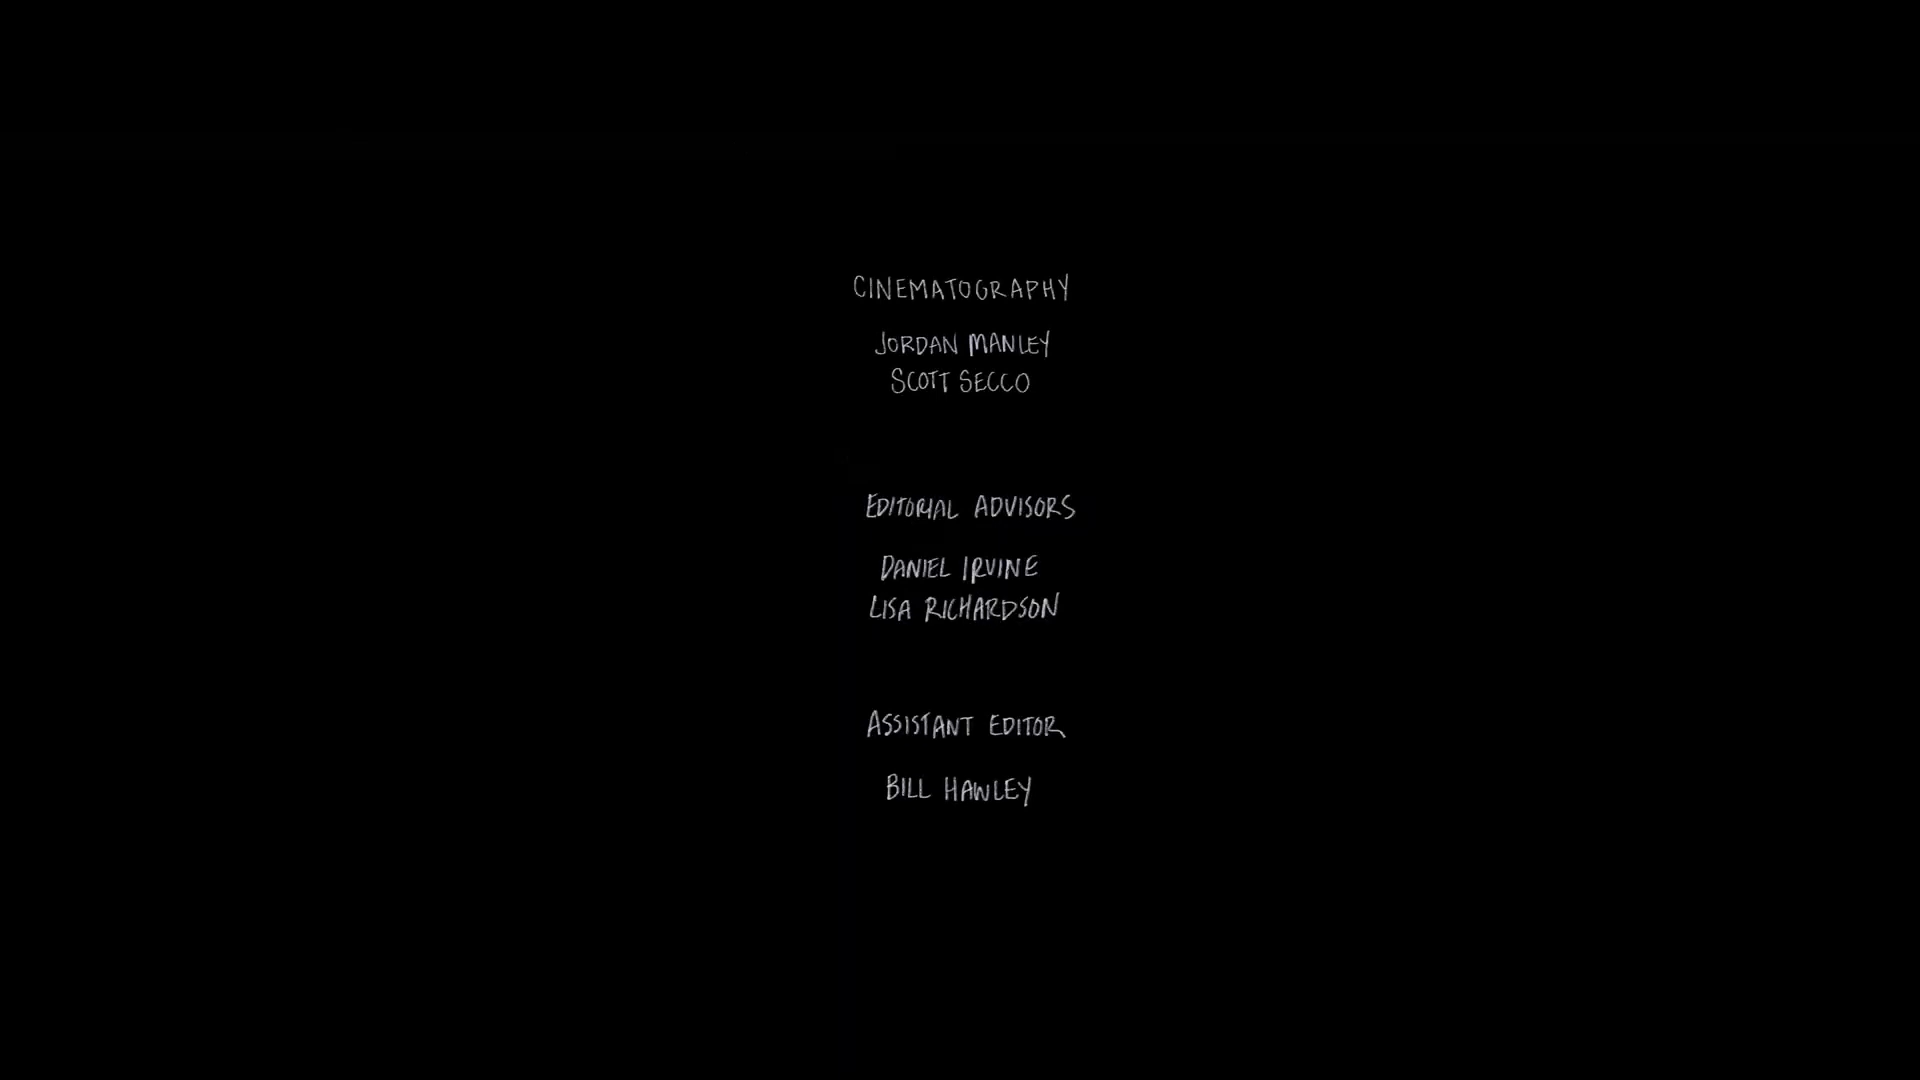 CINEMATOGRAPHY
JORDAN MANLEY
SCOTT SECCO
EDITORIAL ADVISORS
DANIEL IRVINE
LISA RICHARDSON
ASSISTANT EDITOR
BILL HAWLEY